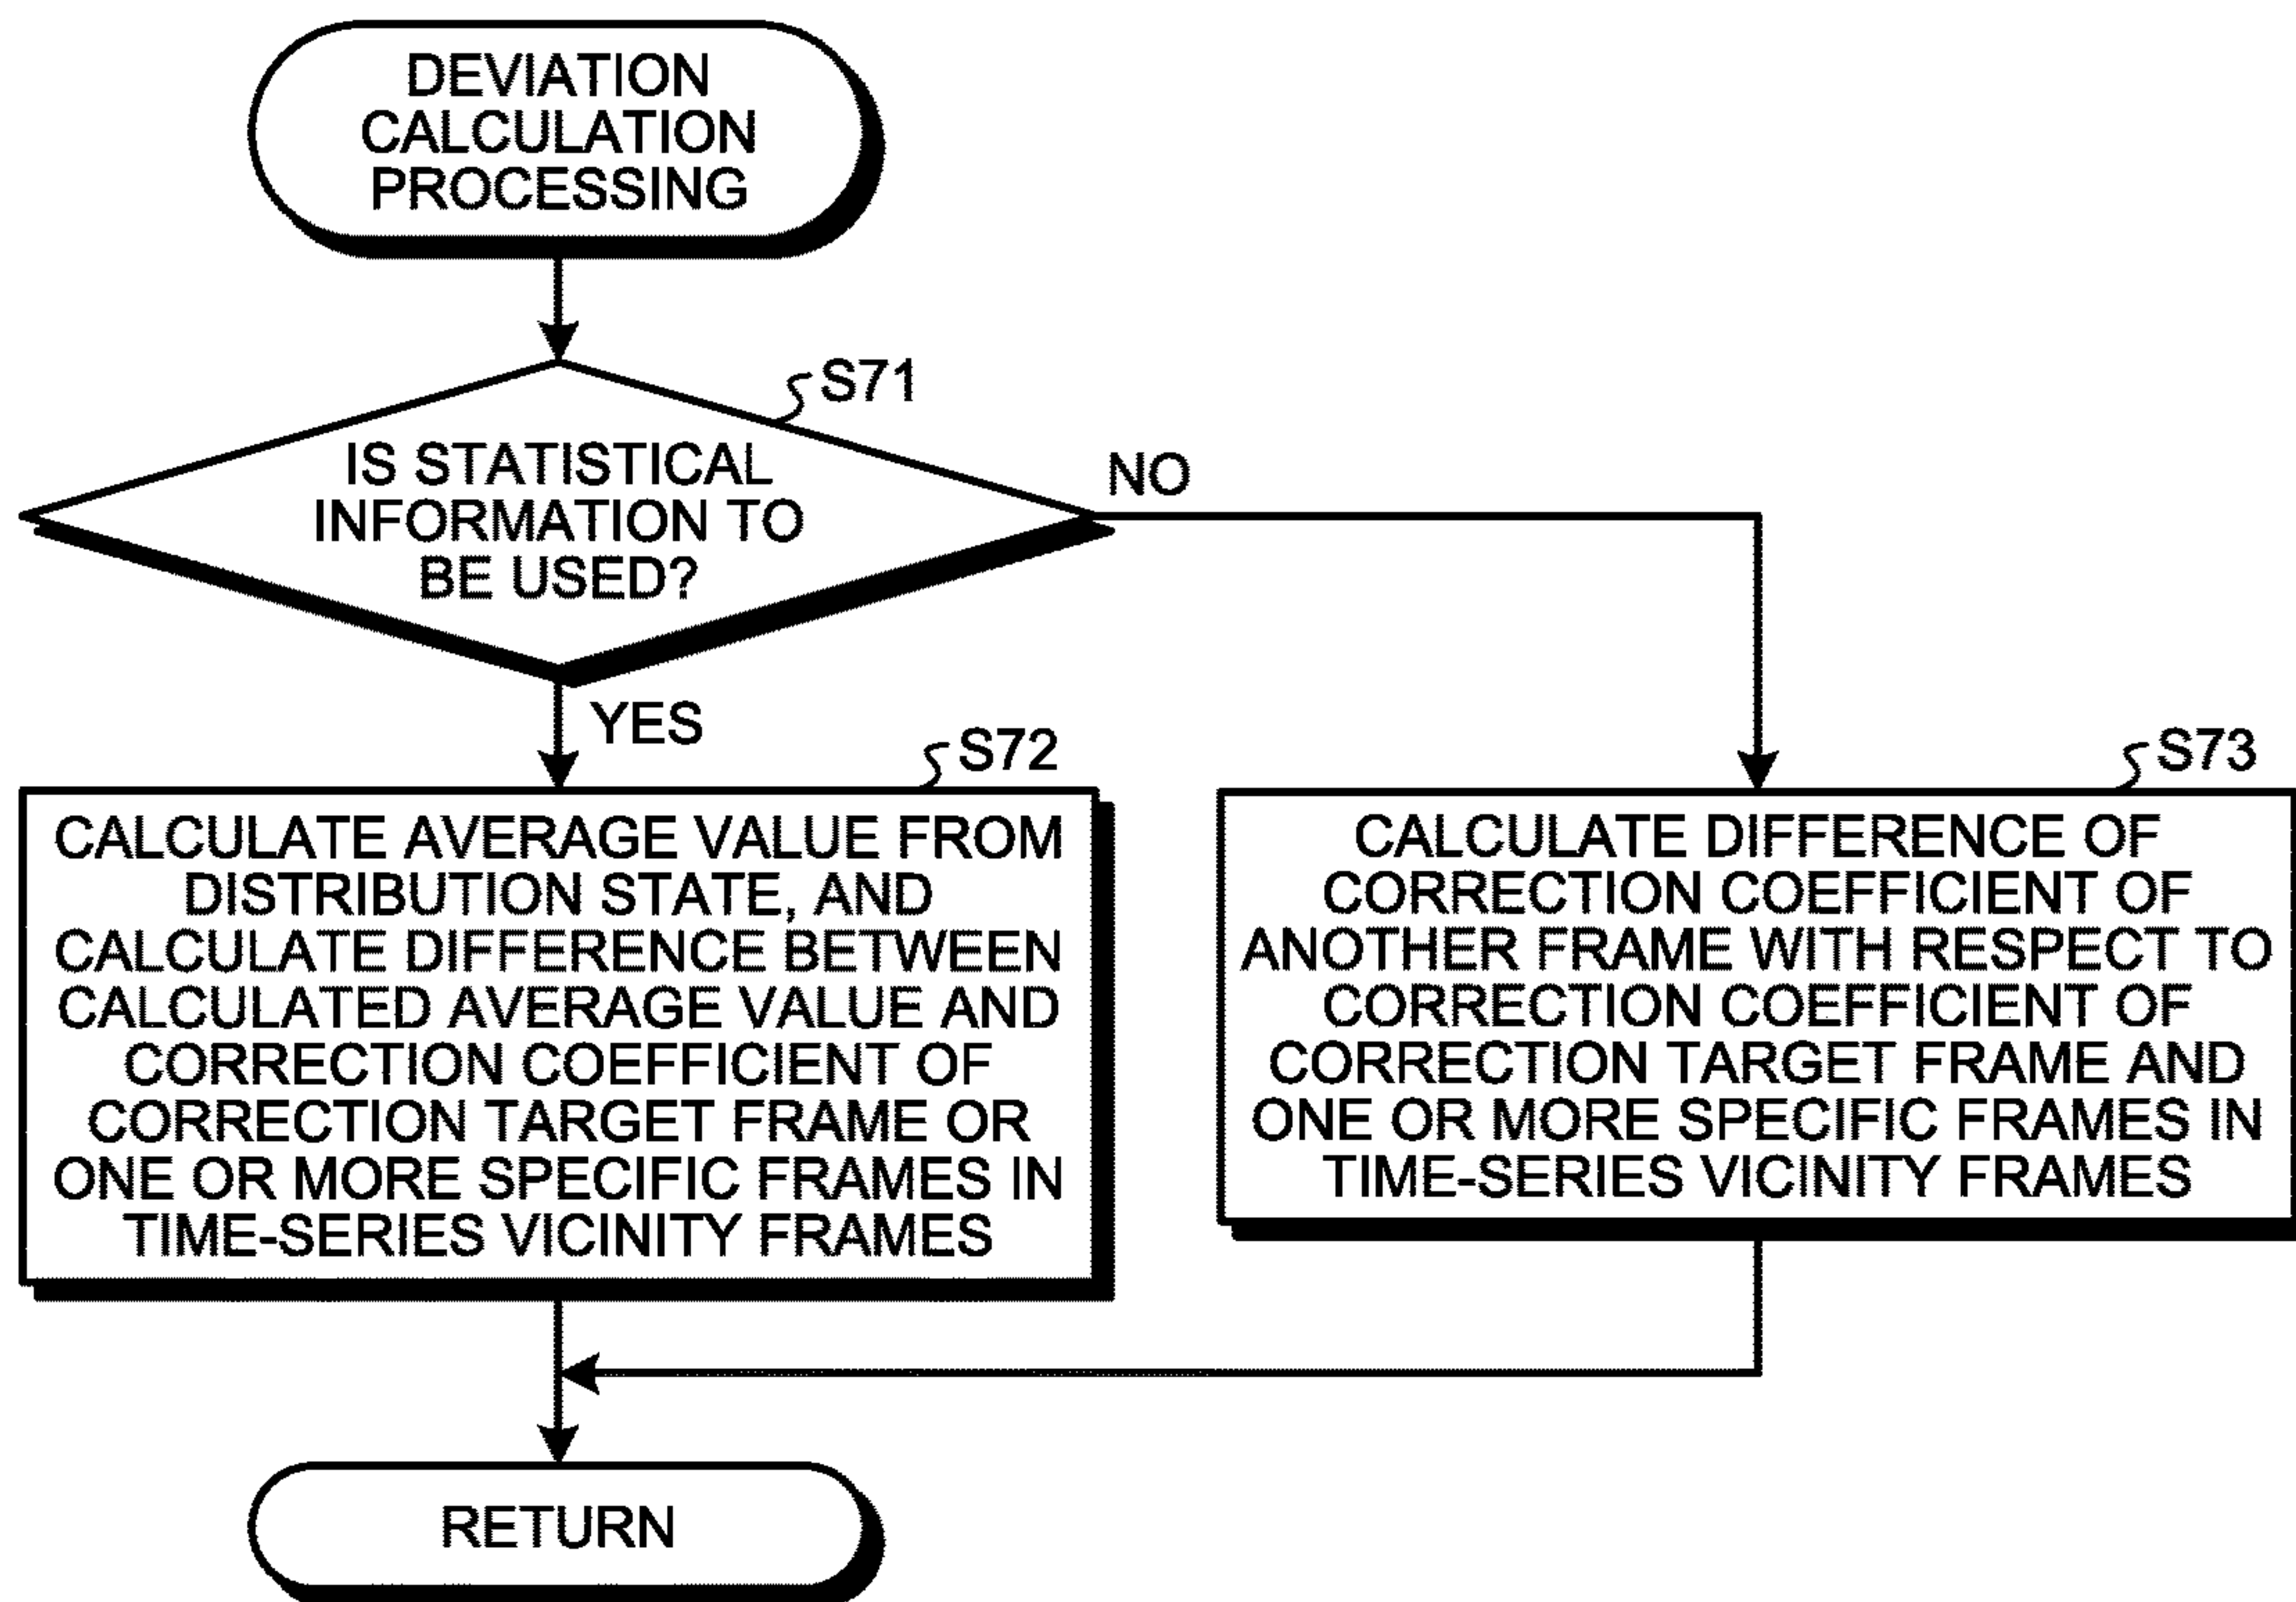 DEVIATION
CALCULATION
PROCESSING
S71
IS STATISTICAL
INFORMATION TO
BE USED?
NO
YES
S72
CALCULATE AVERAGE VALUE FROM
DISTRIBUTION STATE, AND
CALCULATE DIFFERENCE BETWEEN
CALCULATED AVERAGE VALUE AND
CORRECTION COEFFICIENT OF
CORRECTION TARGET FRAME OR
ONE OR MORE SPECIFIC FRAMES IN
TIME-SERIES VICINITY FRAMES
S73
CALCULATE DIFFERENCE OF
CORRECTION COEFFICIENT OF
ANOTHER FRAME WITH RESPECT TO
CORRECTION COEFFICIENT OF
CORRECTION TARGET FRAME AND
ONE OR MORE SPECIFIC FRAMES IN
TIME-SERIES VICINITY FRAMES
RETURN